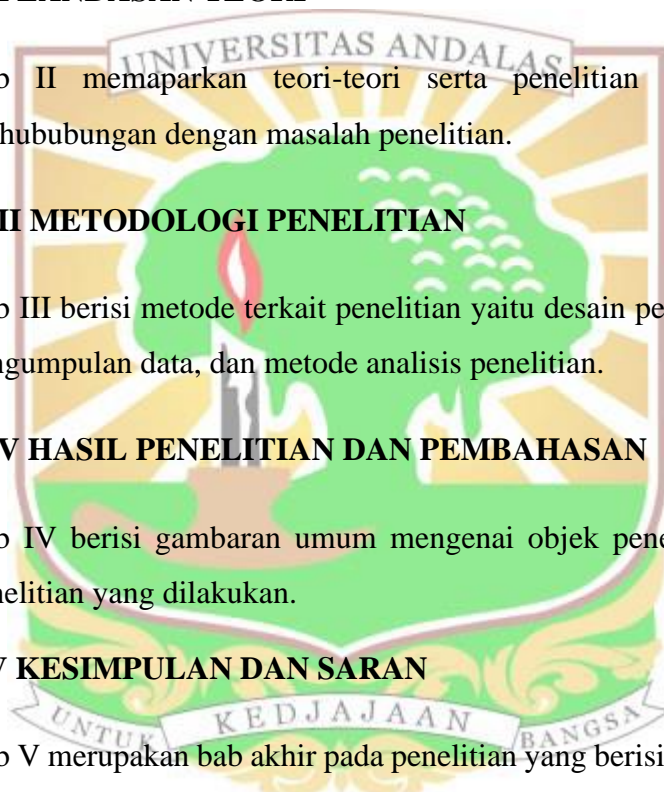 LANDASAN TEORI
UNIVERSITAS ANDALAS
b II memaparkan teori-teori serta penelitian
hububungan dengan masalah penelitian.
II METODOLOGI PENELITIAN
b III berisi metode terkait penelitian yaitu desain pe
ngumpulan data, dan metode analisis penelitian.
V HASIL PENELITIAN DAN PEMBAHASAN
b IV berisi gambaran umum mengenai objek pene
nelitian yang dilakukan.
V KESIMPULAN DAN SARAN
UNTUK KEDJAJAAN BANGSA
b V merupakan bab akhir pada penelitian yang berisi